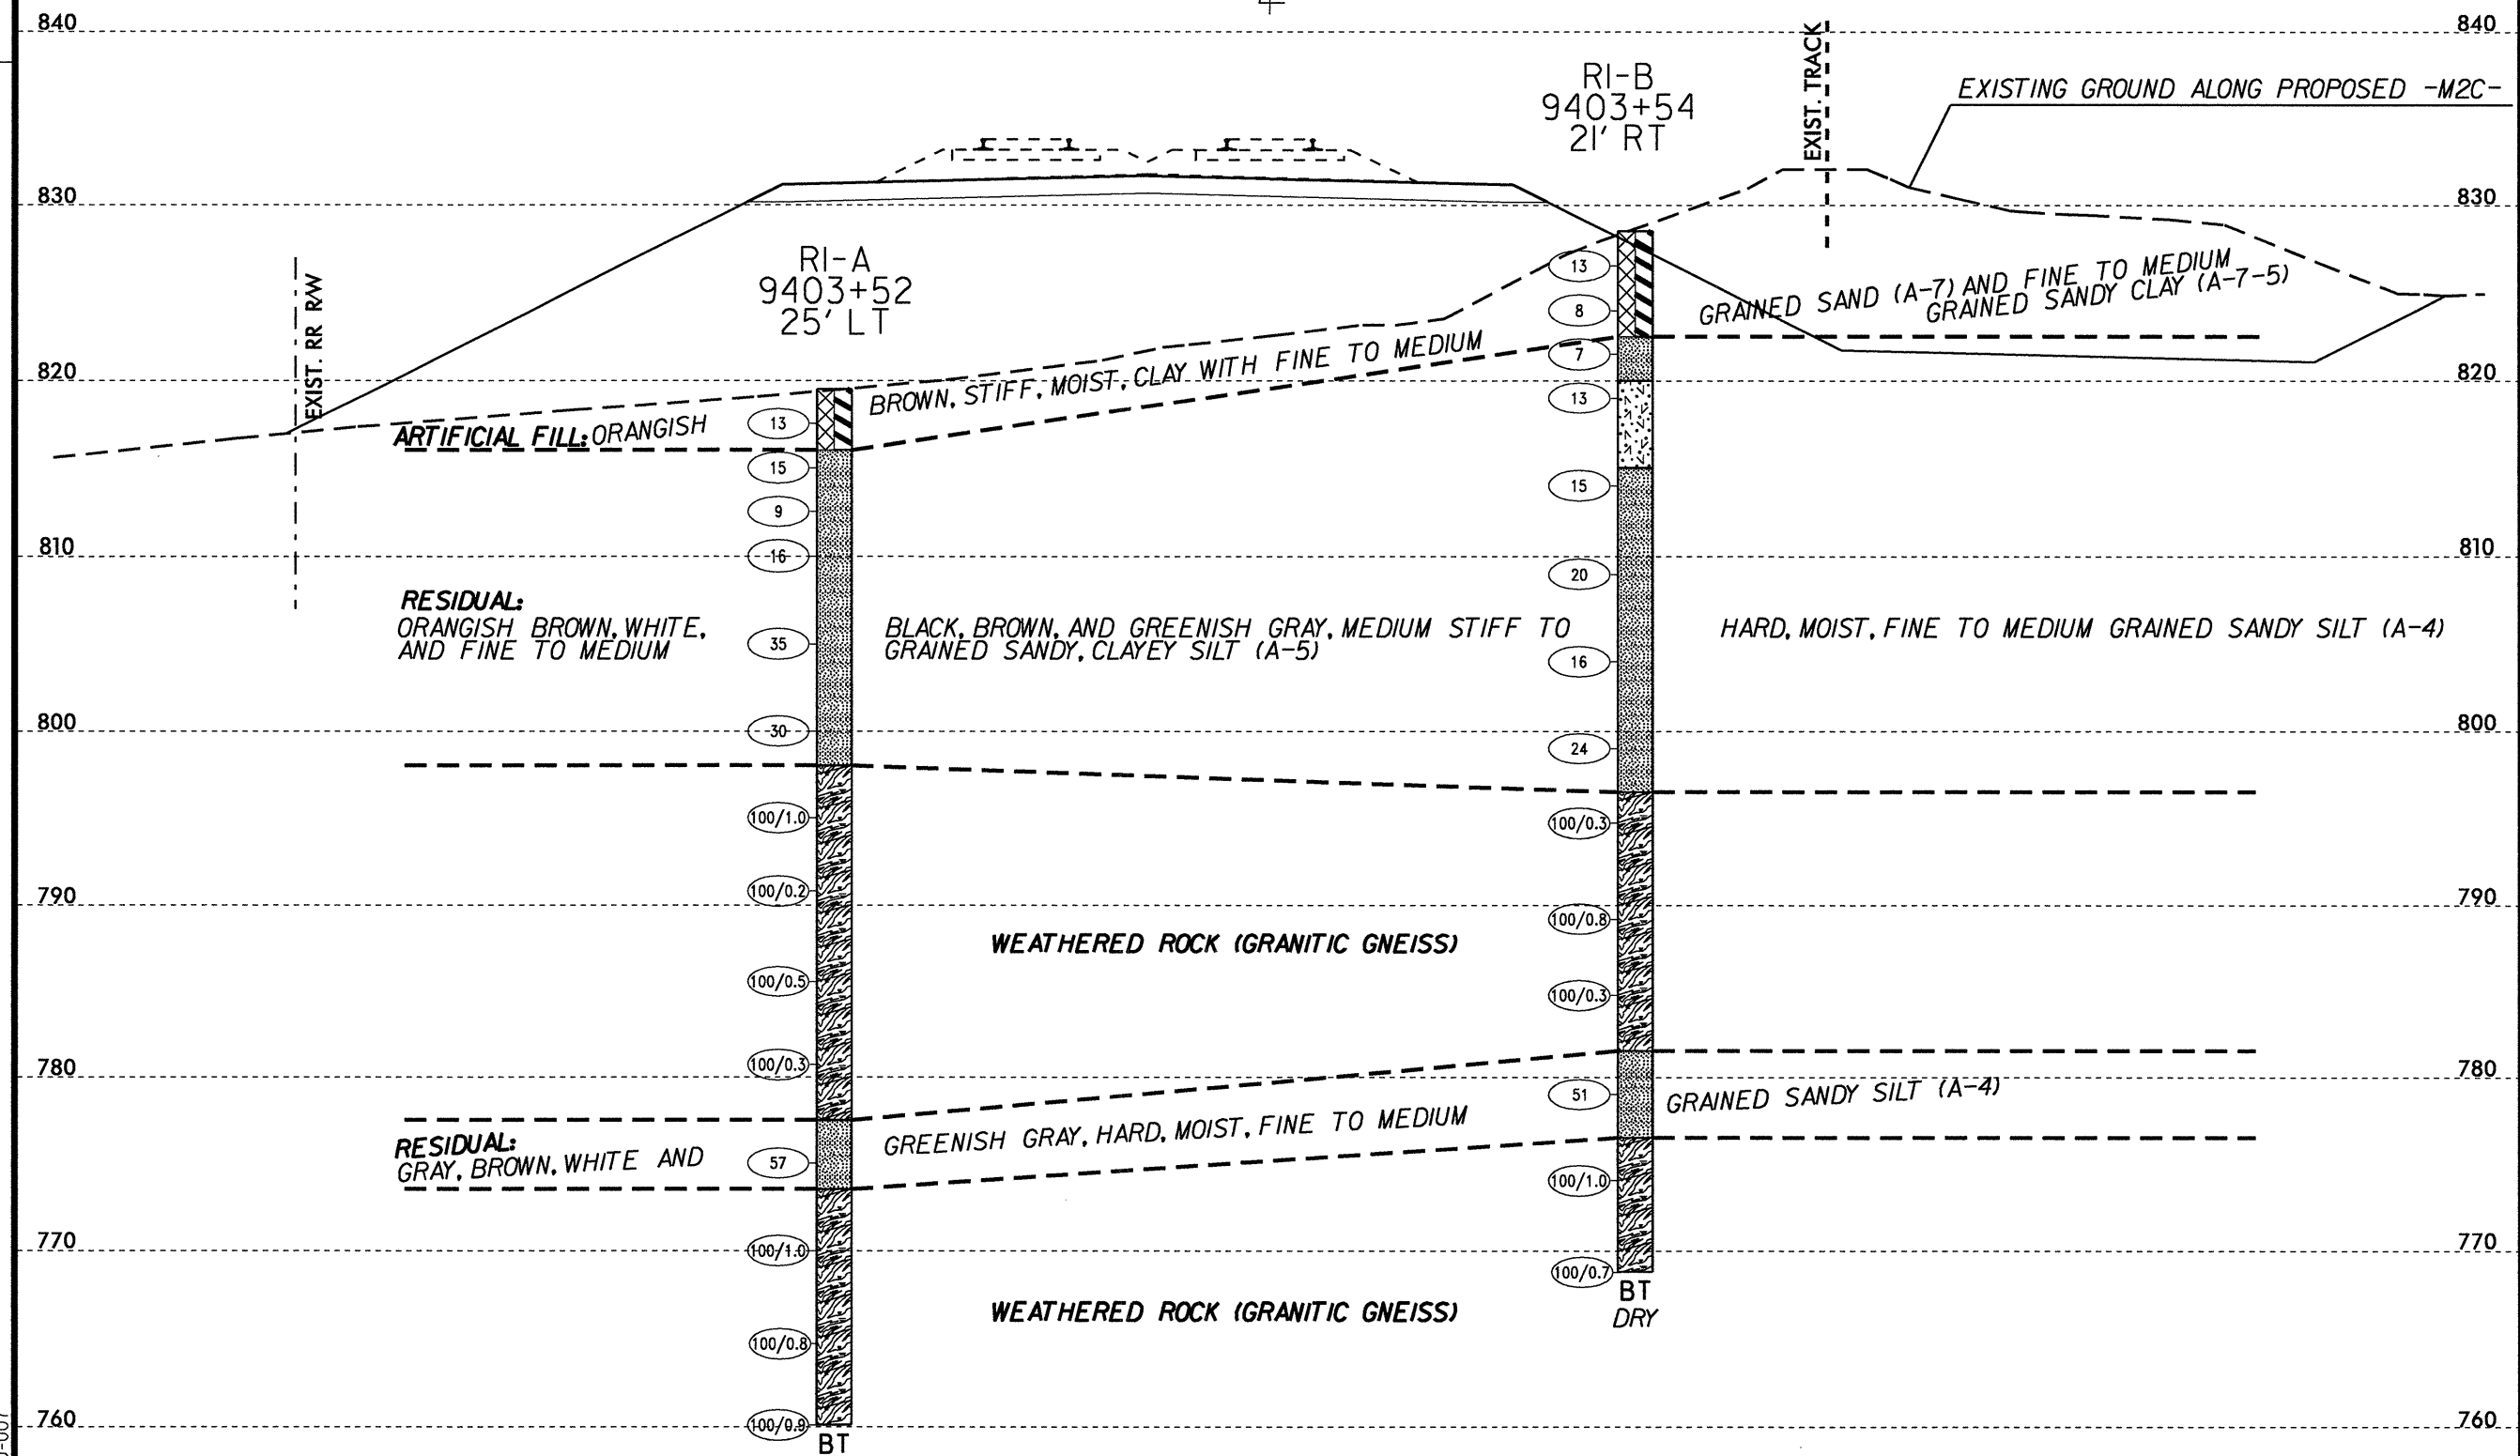 840 840
RI-B
9403+54
21' RT
EXIST. TRACK
EXISTING GROUND ALONG PROPOSED -M2C-
830 830
RI-A
9403+52
25' LT
EXIST. RR R/W
13
8
GRAINED SAND (A-7) AND FINE TO MEDIUM
GRAINED SANDY CLAY (A-7-5)
7
820 820
BROWN, STIFF, MOIST, CLAY WITH FINE TO MEDIUM
13
ARTIFICIAL FILL: ORANGISH
13
15
15
9
810 16 810
20
RESIDUAL:
ORANGISH BROWN, WHITE, BLACK, BROWN, AND GREENISH GRAY, MEDIUM STIFF TO HARD, MOIST, FINE TO MEDIUM GRAINED SANDY SILT (A-4)
AND FINE TO MEDIUM GRAINED SANDY, CLAYEY SILT (A-5)
35
16
800 30 800
24
100/1.0
100/0.3
790 100/0.2 790
100/0.8
WEATHERED ROCK (GRANITIC GNEISS)
100/0.5
100/0.3
780 100/0.3 780
51
GRAINED SANDY SILT (A-4)
RESIDUAL:
GRAY, BROWN, WHITE AND GREENISH GRAY, HARD, MOIST, FINE TO MEDIUM
57
100/1.0
770 100/1.0 770
100/0.7
BT
DRY
WEATHERED ROCK (GRANITIC GNEISS)
100/0.8
760 100/0.9 760
BT